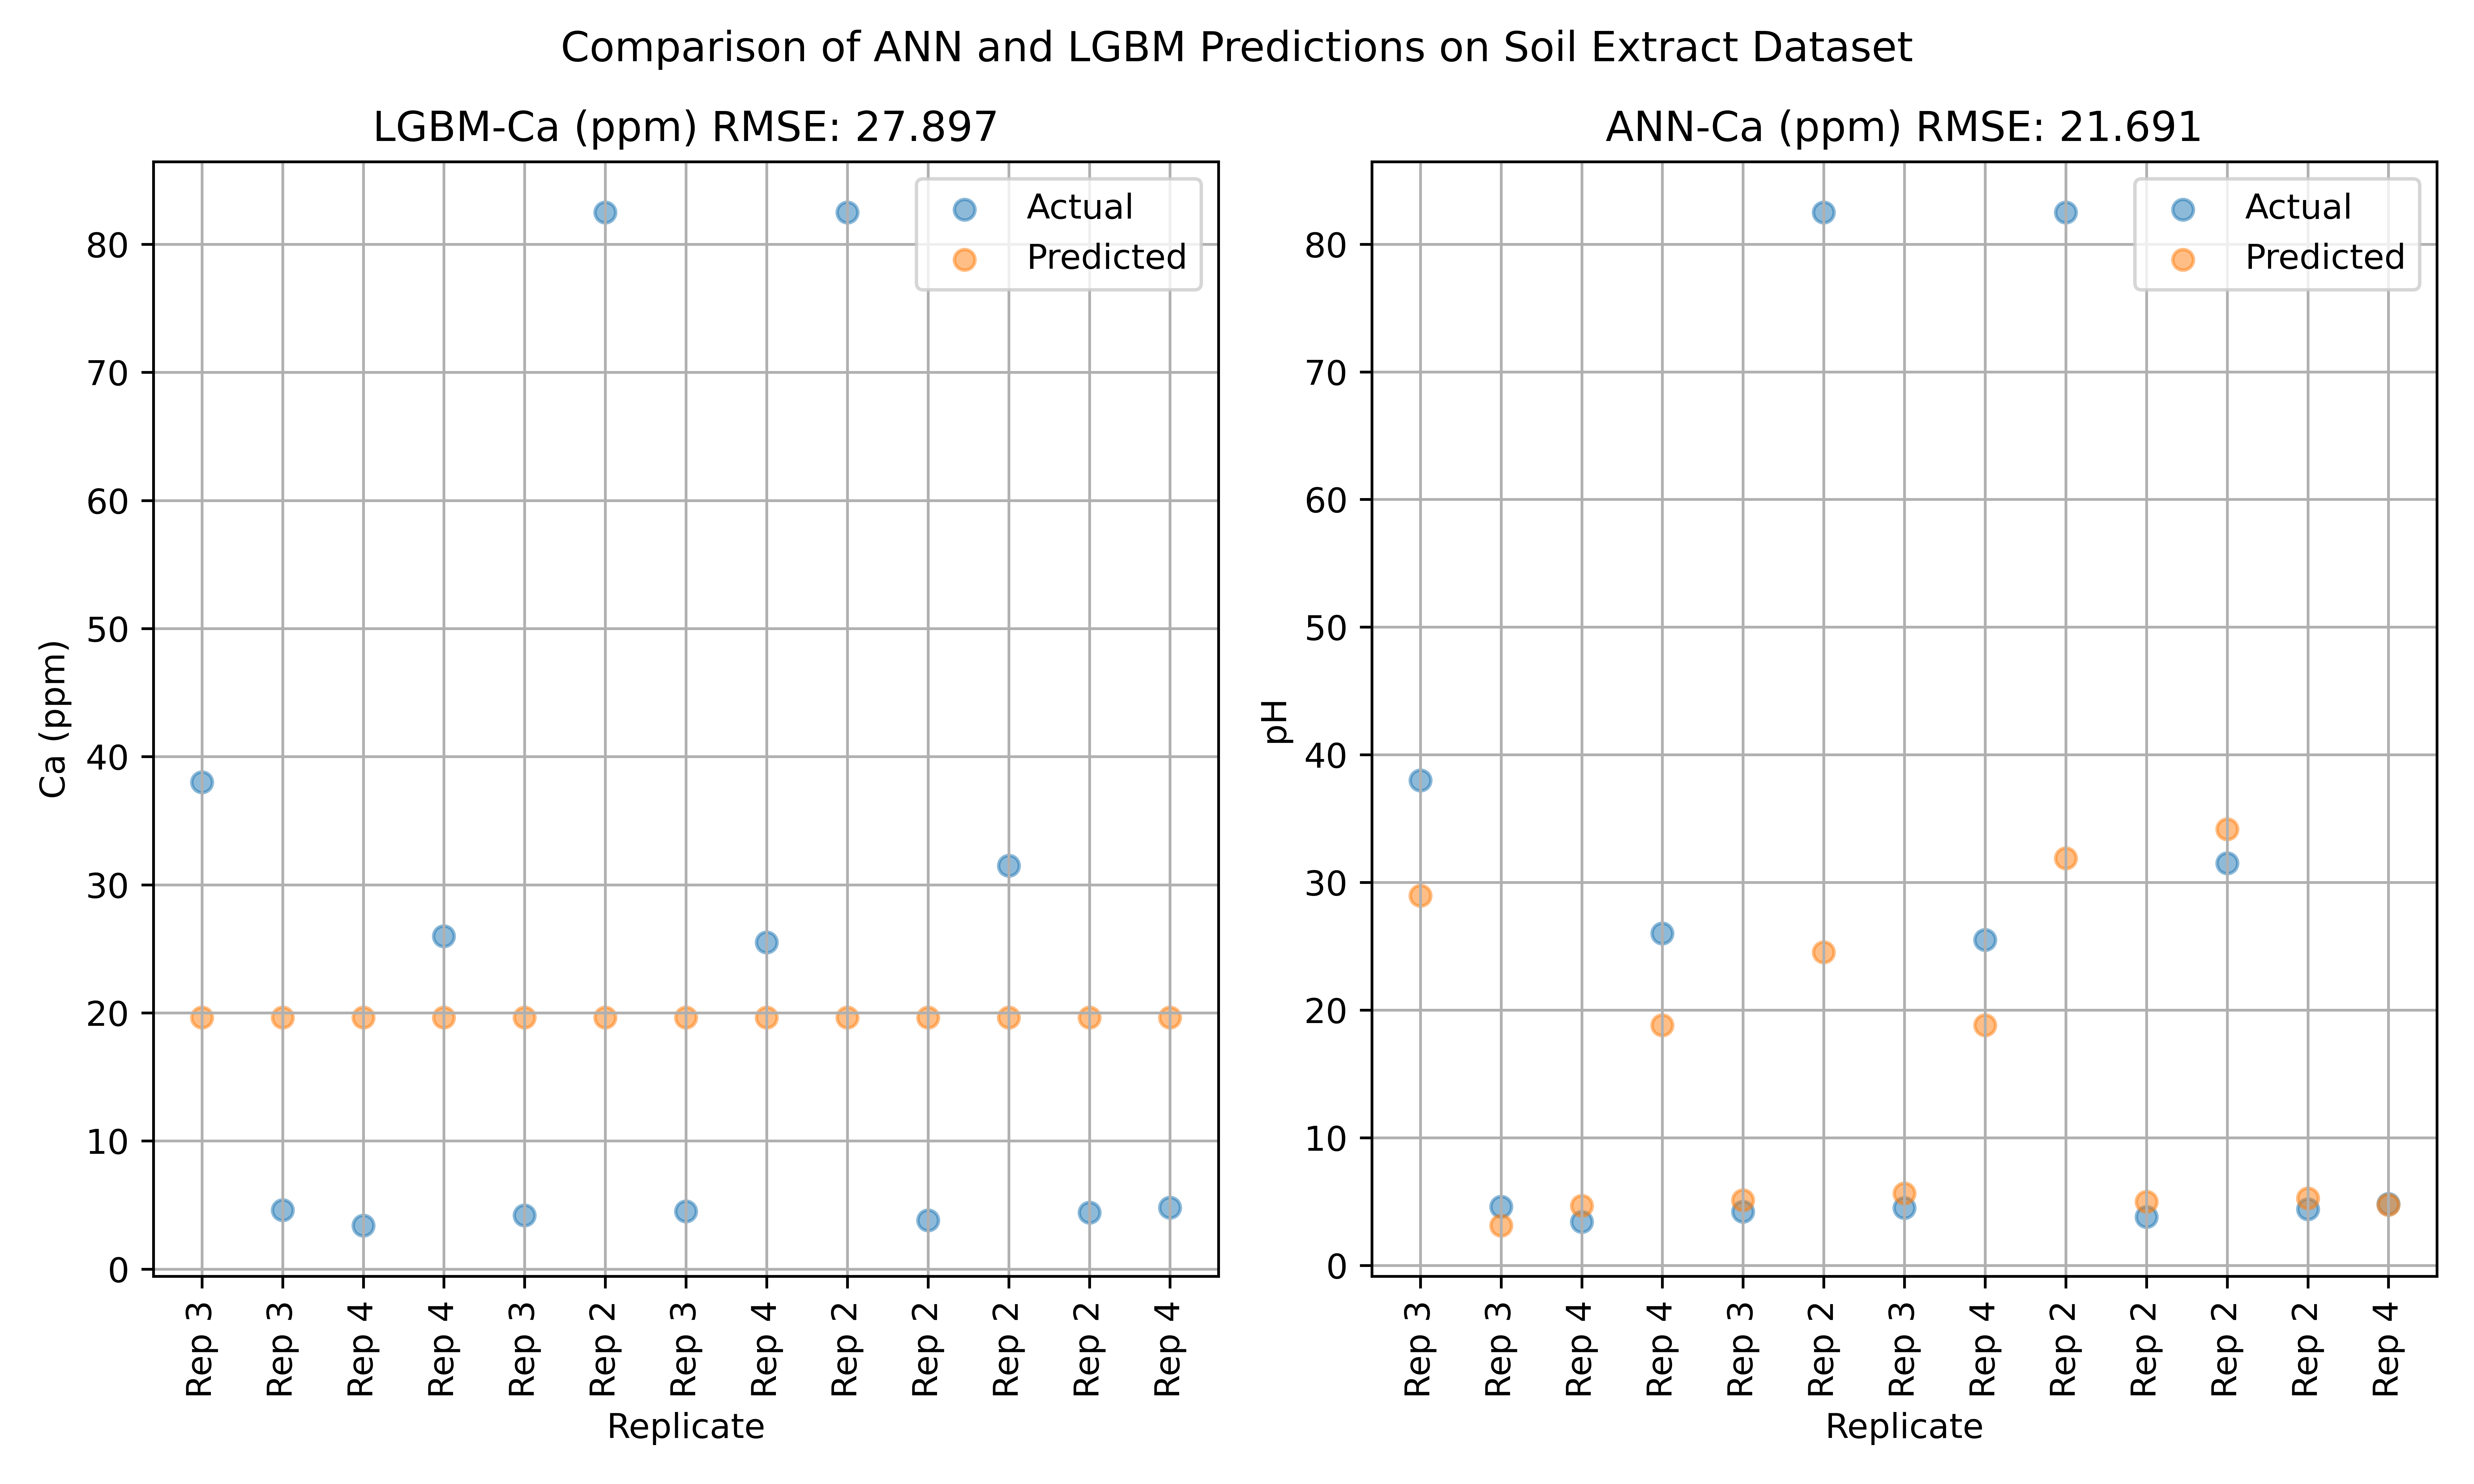 Comparison of ANN and LGBM Predictions on Soil Extract Dataset
LGBM-Ca (ppm) RMSE: 27.897
Actual
Predicted
80
70
60
50
40
30
20
10
0
Ca (ppm)
Rep 3
Rep 3
Rep 4
Rep 4
Rep 3
Rep 2
Rep 3
Rep 4
Rep 2
Rep 2
Rep 2
Rep 2
Rep 4
Replicate
ANN-Ca (ppm) RMSE: 21.691
Actual
Predicted
80
70
60
50
40
30
20
10
0
pH
Rep 3
Rep 3
Rep 4
Rep 4
Rep 3
Rep 2
Rep 3
Rep 4
Rep 2
Rep 2
Rep 2
Rep 2
Rep 4
Replicate